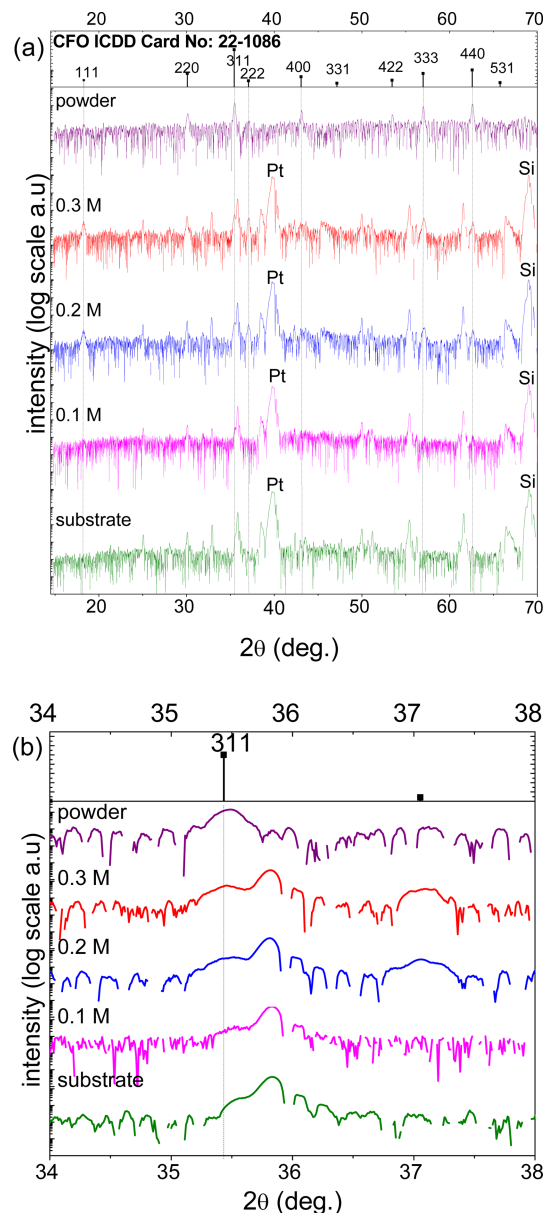 20 30 40 50 60 70
(a) CFO ICDD Card No: 22-1086
111 220 311 222 400 331 422 333 440 531
powder
Pt Si
0.3 M
Pt Si
0.2 M
Pt Si
0.1 M
Pt Si
substrate
intensity (log scale a.u)
20 30 40 50 60 70
2θ (deg.)
34 35 36 37 38
(b)
311
powder
0.3 M
0.2 M
0.1 M
substrate
intensity (log scale a.u)
34 35 36 37 38
2θ (deg.)